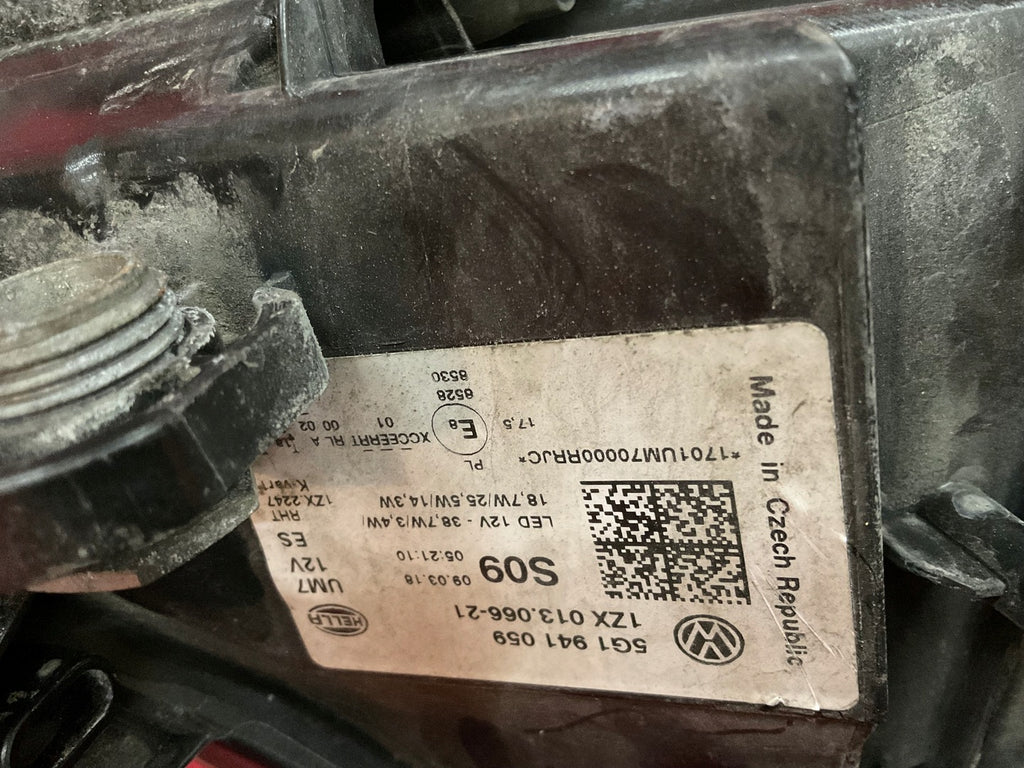 5G1 941 059
1ZX 013.066-21
HELLA
S09
09.03.18
05:21:10
UM7
12V
ES
RHT
1ZX.2247
K.vart
LED 12V - 38,7W/3,4W/
18.7W/25,5W/14,3W
*1701UM70000RRJC*
PL
E8
17,5
XCCEERRT RL A
01
00 02
8528
8530
Made in Czech Republic